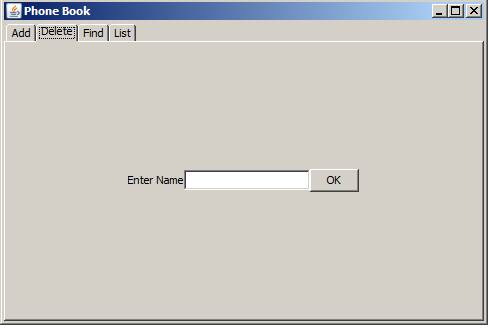 Phone Book
Add Delete Find List
Enter Name OK